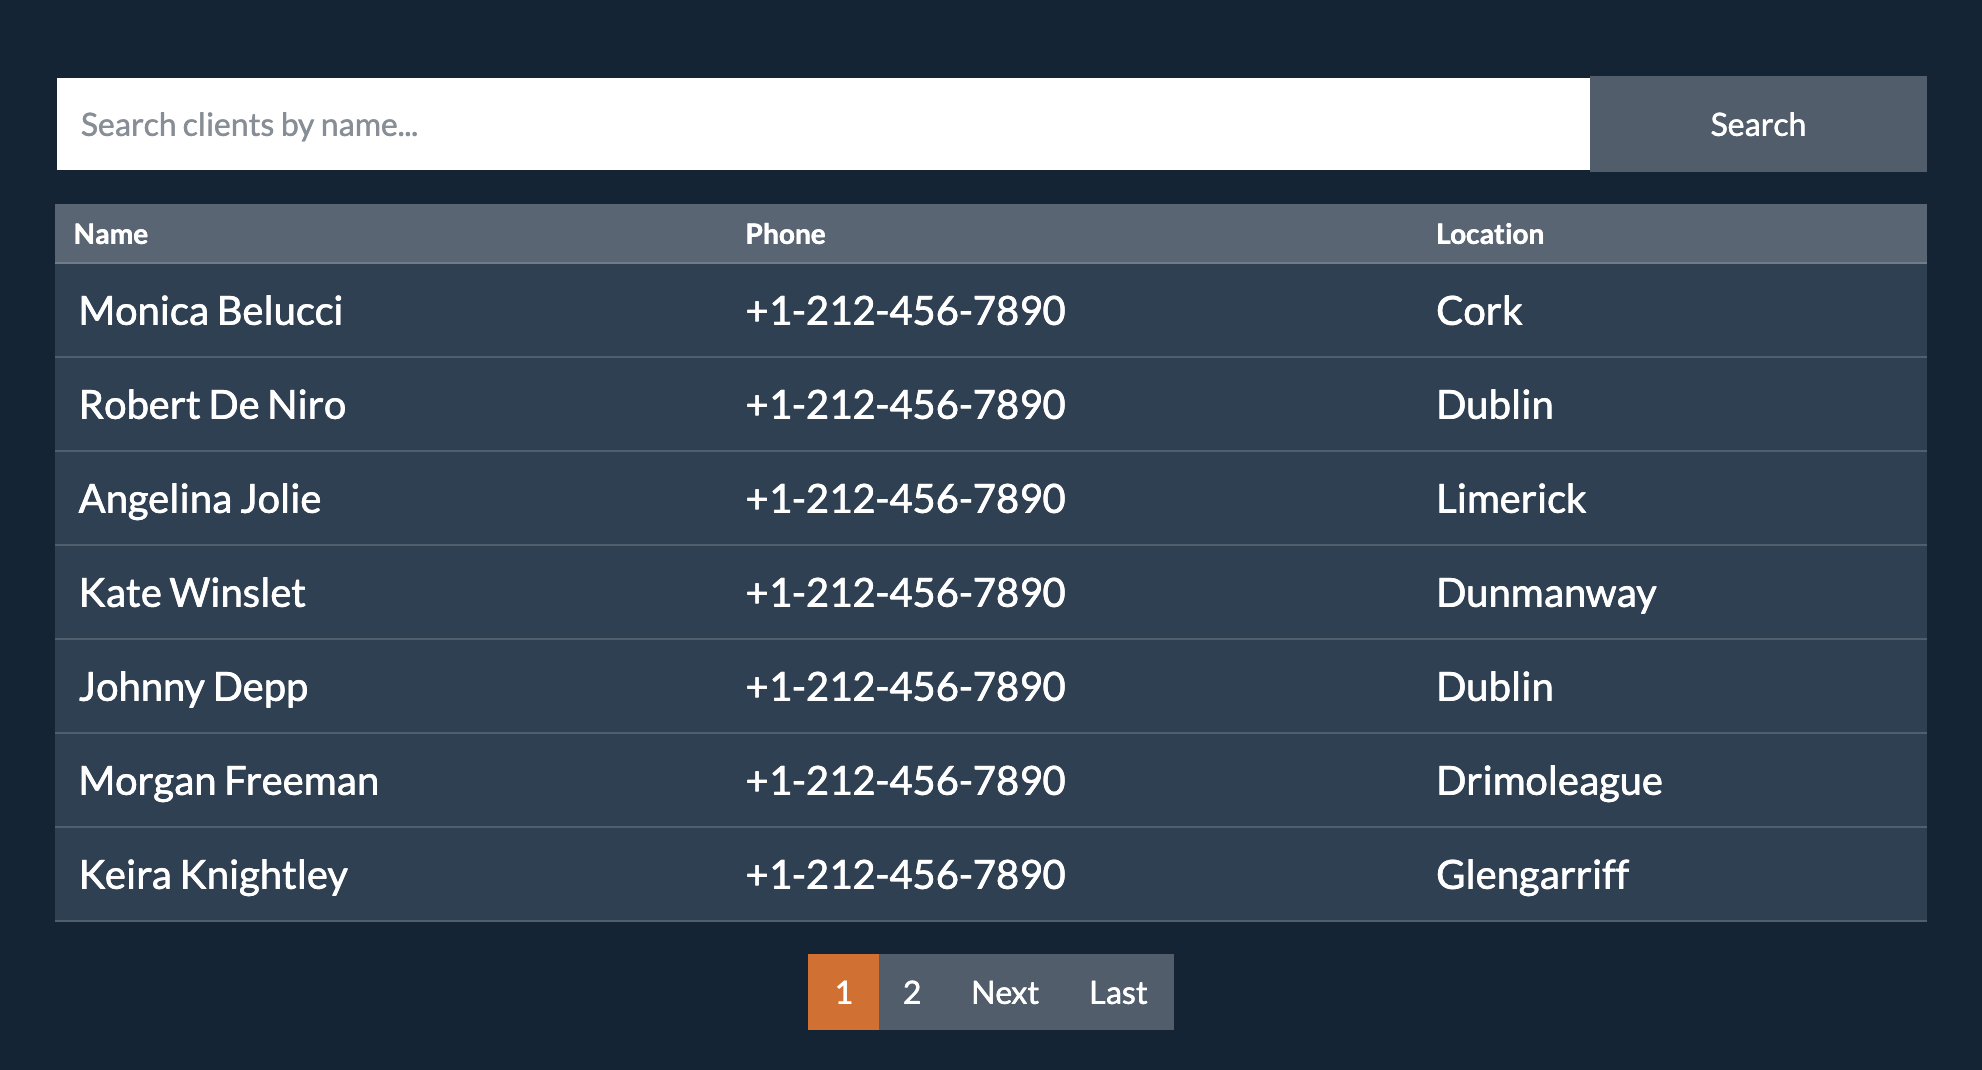 Search clients by name...
Search
Name Phone Location
Monica Belucci +1-212-456-7890 Cork
Robert De Niro +1-212-456-7890 Dublin
Angelina Jolie +1-212-456-7890 Limerick
Kate Winslet +1-212-456-7890 Dunmanway
Johnny Depp +1-212-456-7890 Dublin
Morgan Freeman +1-212-456-7890 Drimoleague
Keira Knightley +1-212-456-7890 Glengarriff
1 2 Next Last